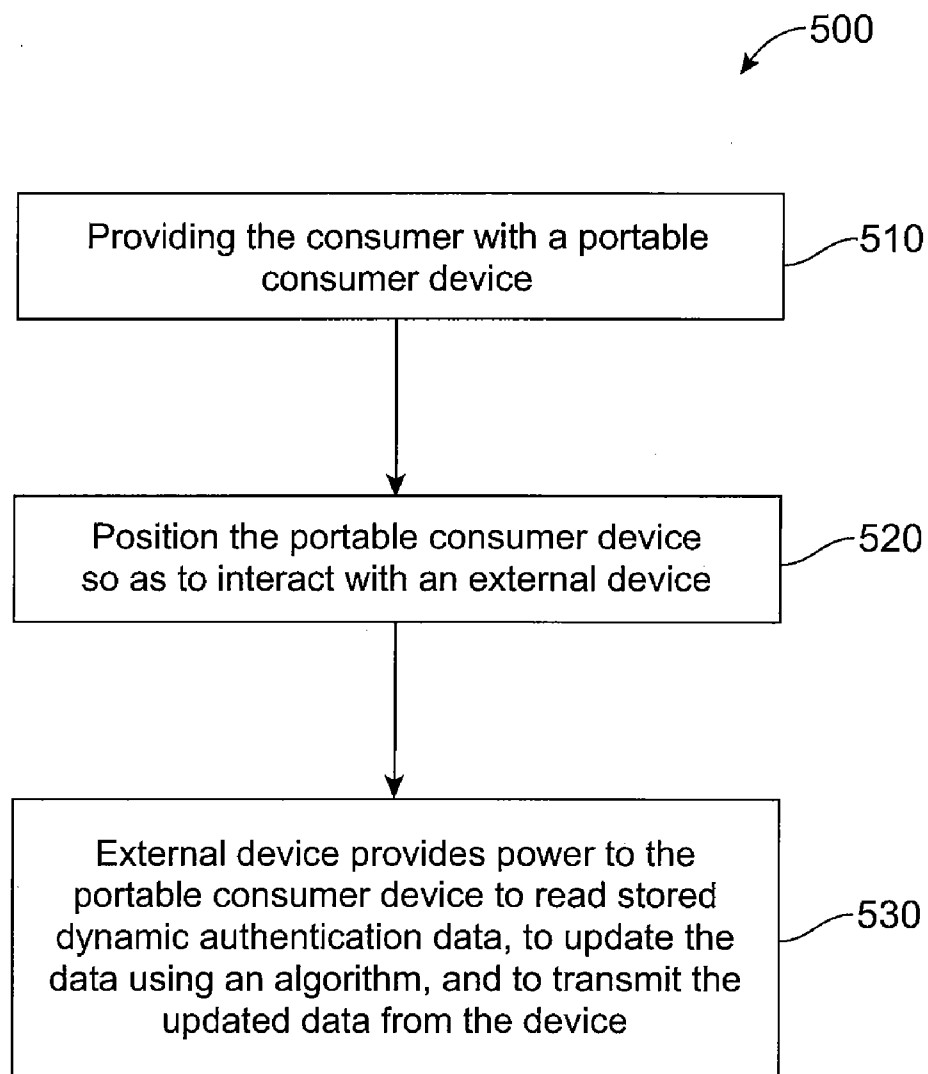 500
Providing the consumer with a portable
consumer device
510
Position the portable consumer device
so as to interact with an external device
520
External device provides power to the
portable consumer device to read stored
dynamic authentication data, to update the
data using an algorithm, and to transmit the
updated data from the device
530